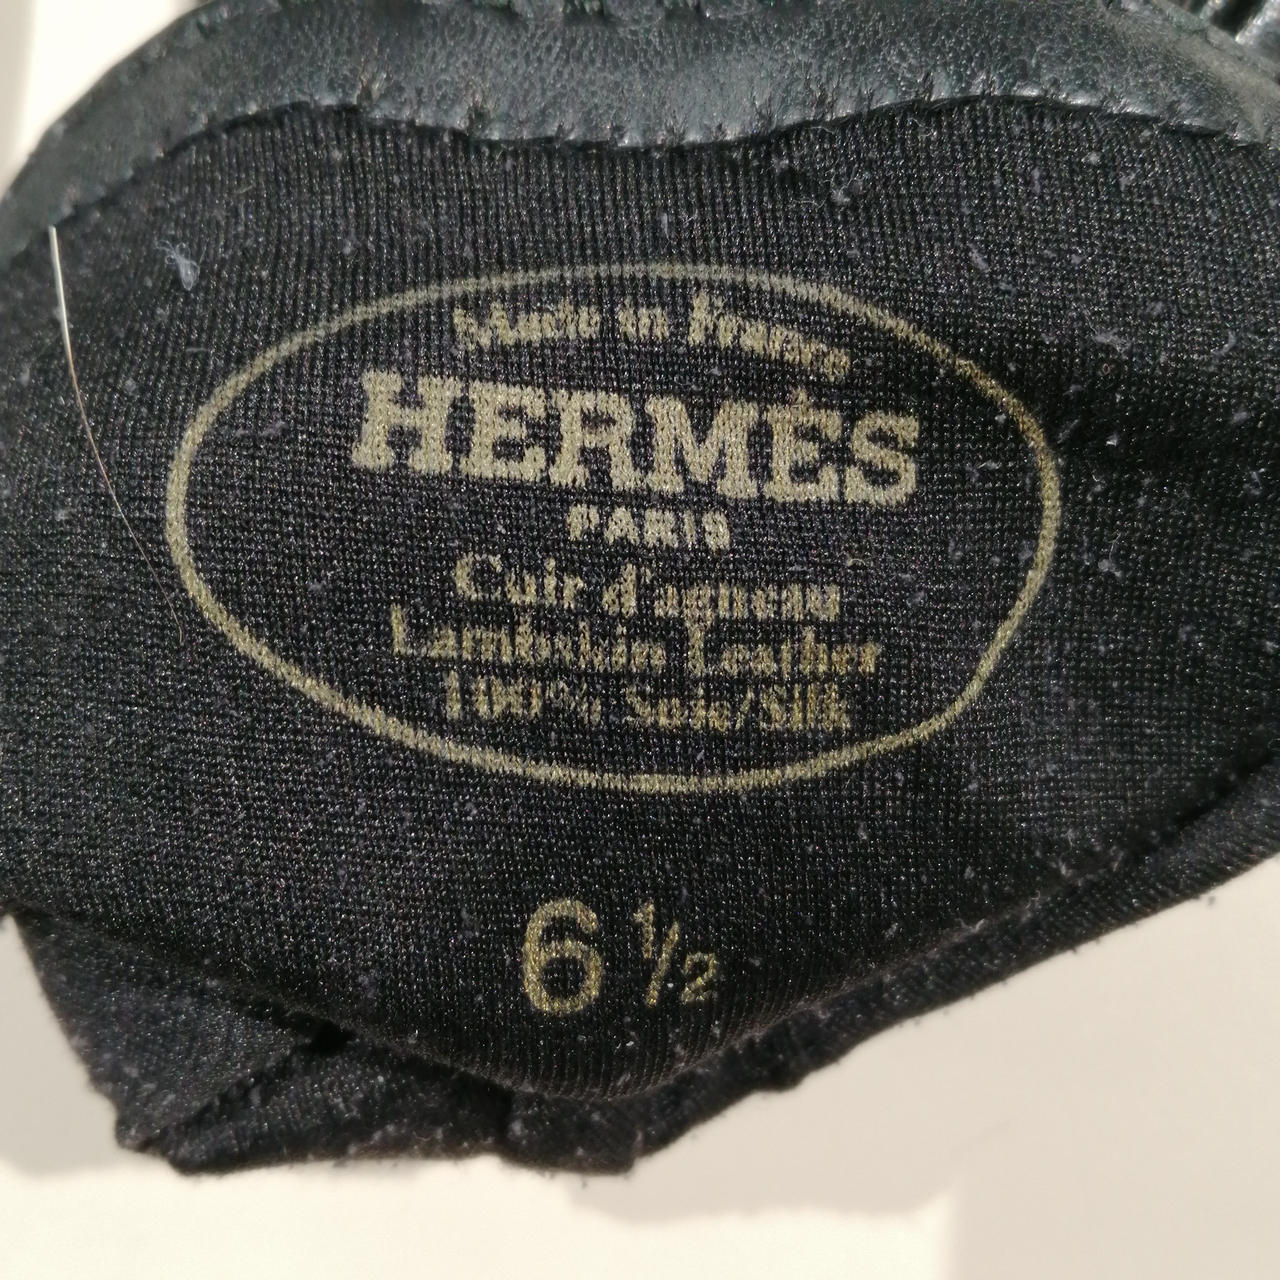 Made in France
HERMÈS
PARIS
Cuir d'agneau
Lambskin Leather
100% Soie/Silk
6 ½